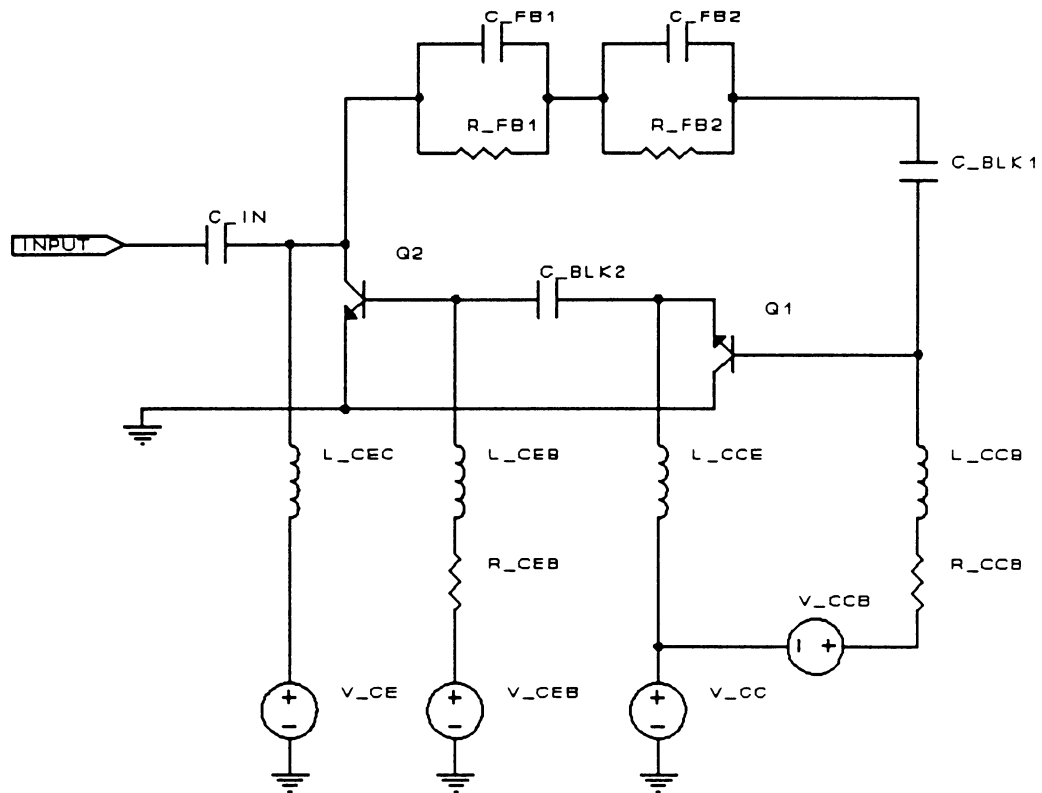 C_FB1
C_FB2
R_FB1
R_FB2
C_BLK1
C_IN
INPUT
Q2
C_BLK2
Q1
L_CEC
L_CEB
L_CCE
L_CCB
R_CEB
R_CCB
V_CCB
- +
+
-
V_CE
+
-
V_CEB
+
-
V_CC